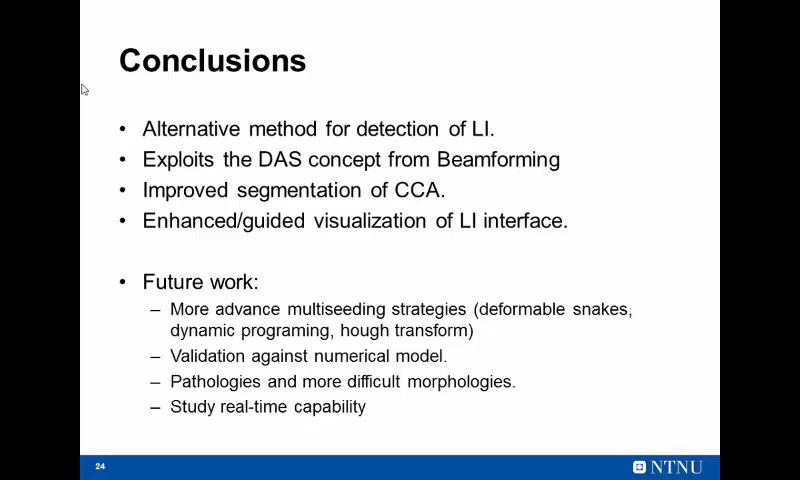 Conclusions
• Alternative method for detection of LI.
• Exploits the DAS concept from Beamforming
• Improved segmentation of CCA.
• Enhanced/guided visualization of LI interface.
• Future work:
– More advance multiseeding strategies (deformable snakes,
dynamic programing, hough transform)
– Validation against numerical model.
– Pathologies and more difficult morphologies.
– Study real-time capability
24
NTNU